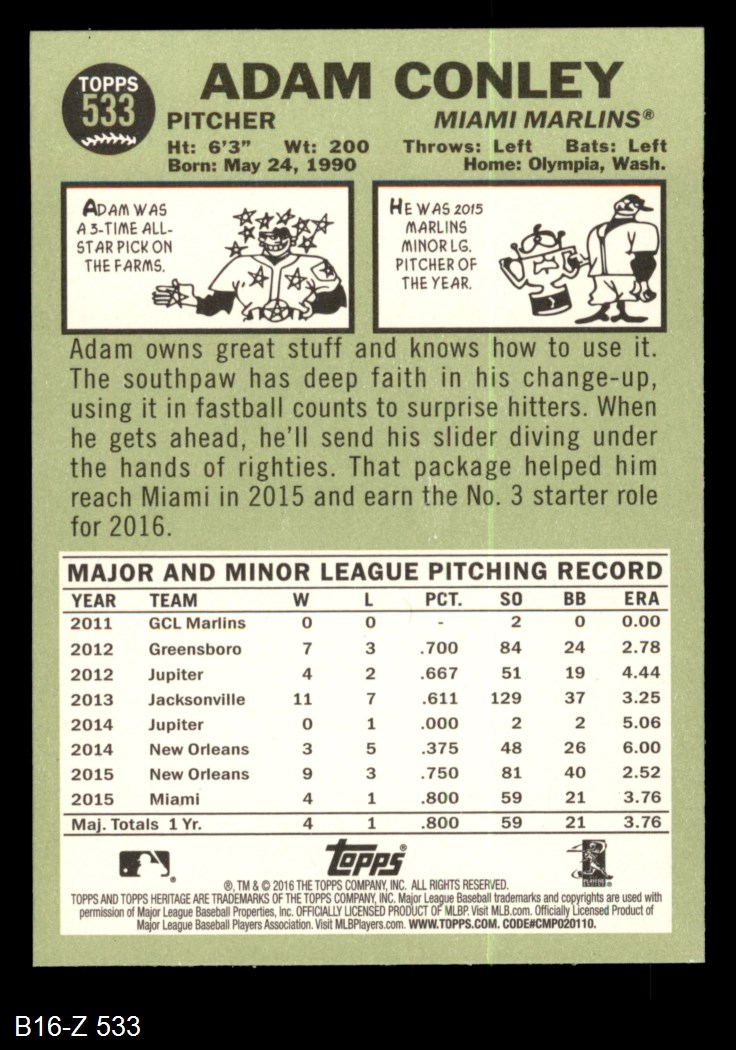 TOPPS
533
ADAM CONLEY
PITCHER MIAMI MARLINS®
Ht: 6'3" Wt: 200 Throws: Left Bats: Left
Born: May 24, 1990 Home: Olympia, Wash.
ADAM WAS
A 3-TIME ALL-
STAR PICK ON
THE FARMS.
HE WAS 2015
MARLINS
MINOR LG.
PITCHER OF
THE YEAR.
Adam owns great stuff and knows how to use it.
The southpaw has deep faith in his change-up,
using it in fastball counts to surprise hitters. When
he gets ahead, he'll send his slider diving under
the hands of righties. That package helped him
reach Miami in 2015 and earn the No. 3 starter role
for 2016.
MAJOR AND MINOR LEAGUE PITCHING RECORD
YEAR TEAM W L PCT. SO BB ERA
2011 GCL Marlins 0 0 - 2 0 0.00
2012 Greensboro 7 3 .700 84 24 2.78
2012 Jupiter 4 2 .667 51 19 4.44
2013 Jacksonville 11 7 .611 129 37 3.25
2014 Jupiter 0 1 .000 2 2 5.06
2014 New Orleans 3 5 .375 48 26 6.00
2015 New Orleans 9 3 .750 81 40 2.52
2015 Miami 4 1 .800 59 21 3.76
Maj. Totals 1 Yr. 4 1 .800 59 21 3.76
topps®
®, TM & © 2016 THE TOPPS COMPANY, INC. ALL RIGHTS RESERVED.
TOPPS AND TOPPS HERITAGE ARE TRADEMARKS OF THE TOPPS COMPANY, INC. Major League Baseball trademarks and copyrights are used with
permission of Major League Baseball Properties, Inc. OFFICIALLY LICENSED PRODUCT OF MLBP. Visit MLB.com. Officially Licensed Product of
Major League Baseball Players Association. Visit MLBPlayers.com. WWW.TOPPS.COM. CODE#CMP020110.
B16-Z 533